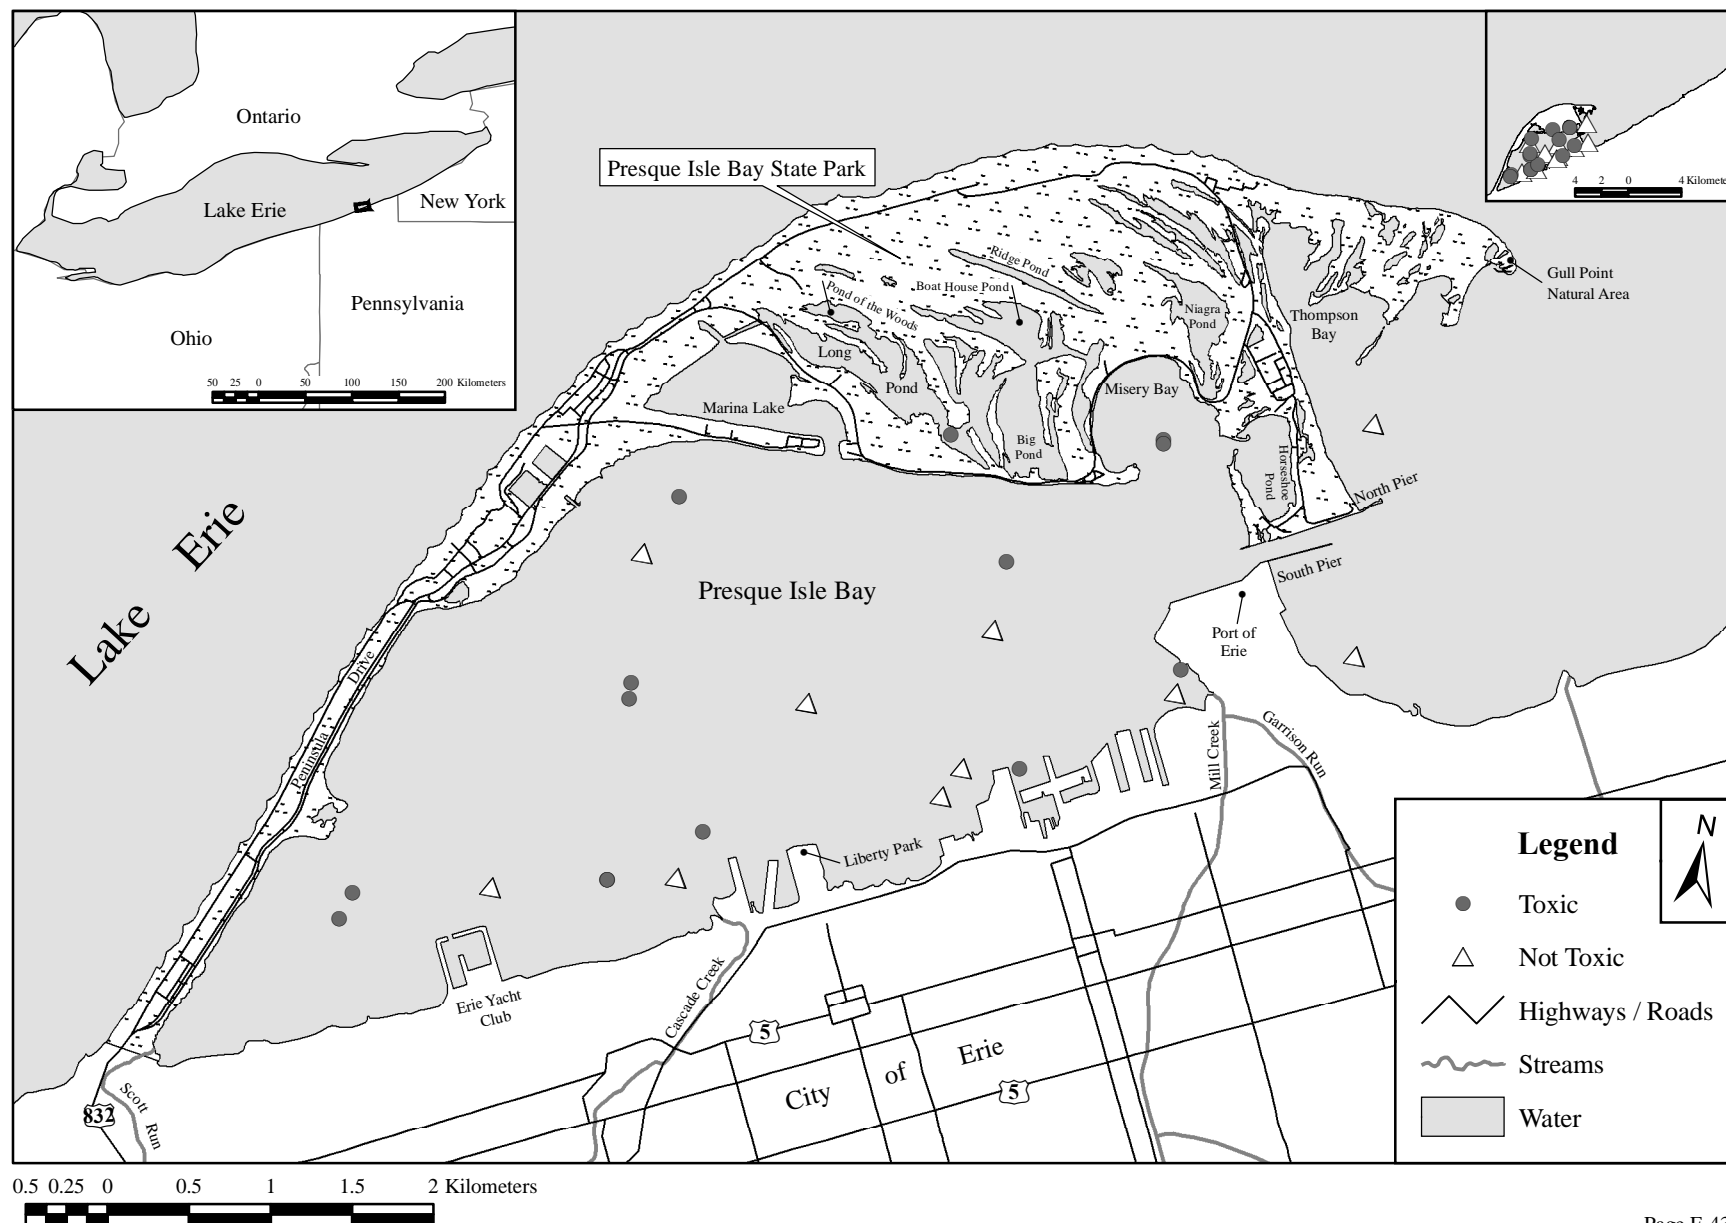 Ontario
Lake Erie
New York
Pennsylvania
Ohio
50 25 0 50 100 150 200 Kilometers
4 2 0 4
Presque Isle Bay State Park
Gull Point
Natural Area
Ridge Pond
Boat House Pond
Pond of the Woods
Niagra
Pond
Thompson
Bay
Long
Pond
Misery Bay
Marina Lake
Big
Pond
Horseshoe
Pond
North Pier
South Pier
Lake Erie
Presque Isle Bay
Port of
Erie
Peninsula Drive
Mill Creek
Garrison Run
Liberty Park
Erie Yacht
Club
Cascade Creek
Scott Run
832
5
5
City of Erie
N
Legend
Toxic
Not Toxic
Highways / Roads
Streams
Water
0.5 0.25 0 0.5 1 1.5 2 Kilometers